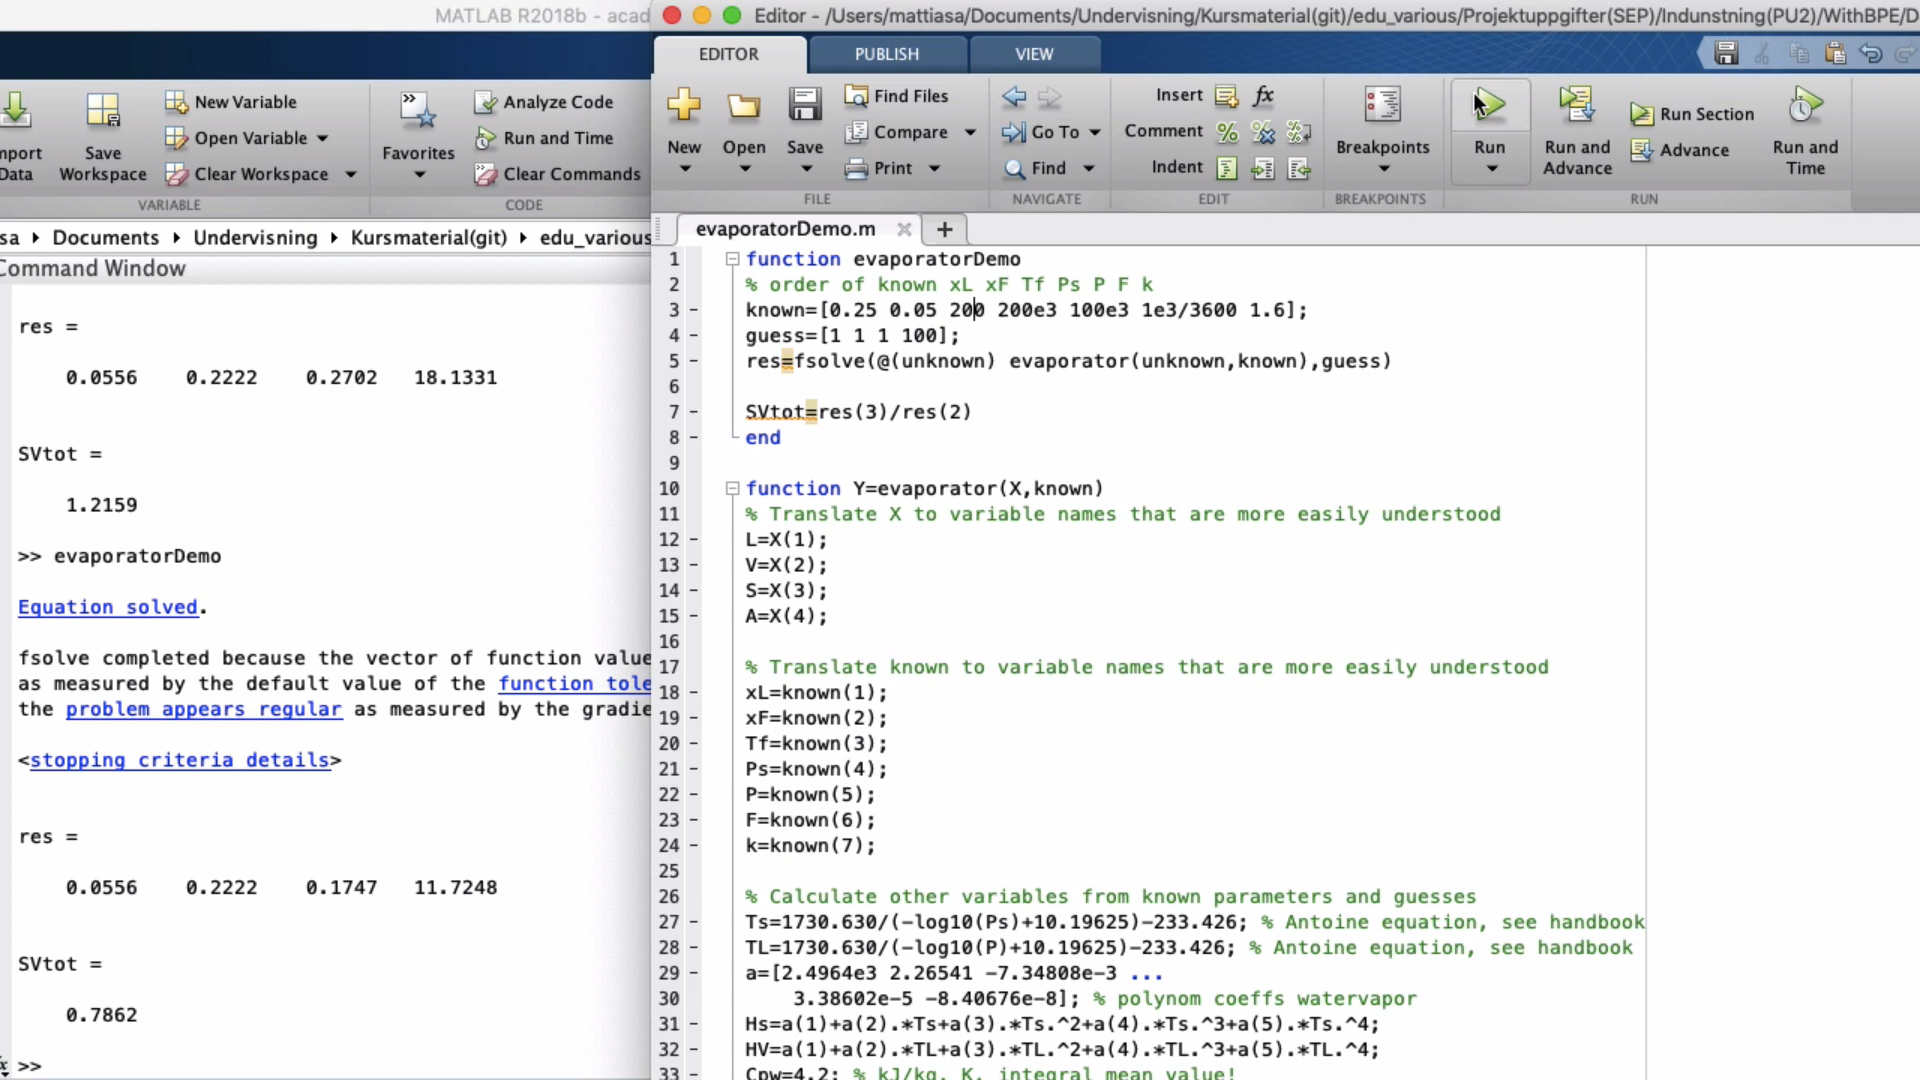 MATLAB R2018b - acad
Editor - /Users/mattiasa/Documents/Undervisning/Kursmaterial(git)/edu_various/Projektuppgifter(SEP)/Indunstning(PU2)/WithBPE/D
EDITOR PUBLISH VIEW
New Variable
Analyze Code
Find Files
Insert
fx
Open Variable
Run and Time
Compare
Go To
Comment
Run Section
mport
Data
Save
Workspace
Favorites
New
Open
Save
Breakpoints
Run
Run and
Advance
Advance
Run and
Time
Clear Workspace
Clear Commands
Print
Find
Indent
VARIABLE CODE FILE NAVIGATE EDIT BREAKPOINTS RUN
sa Documents Undervisning Kursmaterial(git) edu_various
evaporatorDemo.m
Command Window
res =
0.0556 0.2222 0.2702 18.1331
SVtot =
1.2159
>> evaporatorDemo
Equation solved.
fsolve completed because the vector of function value
as measured by the default value of the function tole
the problem appears regular as measured by the gradie
<stopping criteria details>
res =
0.0556 0.2222 0.1747 11.7248
SVtot =
0.7862
>>
1 function evaporatorDemo
2 % order of known xL xF Tf Ps P F k
3 - known=[0.25 0.05 200 200e3 100e3 1e3/3600 1.6];
4 - guess=[1 1 1 100];
5 - res=fsolve(@(unknown) evaporator(unknown,known),guess)
6
7 - SVtot=res(3)/res(2)
8 - end
9
10 function Y=evaporator(X,known)
11 % Translate X to variable names that are more easily understood
12 - L=X(1);
13 - V=X(2);
14 - S=X(3);
15 - A=X(4);
16
17 % Translate known to variable names that are more easily understood
18 - xL=known(1);
19 - xF=known(2);
20 - Tf=known(3);
21 - Ps=known(4);
22 - P=known(5);
23 - F=known(6);
24 - k=known(7);
25
26 % Calculate other variables from known parameters and guesses
27 - Ts=1730.630/(-log10(Ps)+10.19625)-233.426; % Antoine equation, see handbook
28 - TL=1730.630/(-log10(P)+10.19625)-233.426; % Antoine equation, see handbook
29 - a=[2.4964e3 2.26541 -7.34808e-3 ...
30 3.38602e-5 -8.40676e-8]; % polynom coeffs watervapor
31 - Hs=a(1)+a(2).*Ts+a(3).*Ts.^2+a(4).*Ts.^3+a(5).*Ts.^4;
32 - HV=a(1)+a(2).*TL+a(3).*TL.^2+a(4).*TL.^3+a(5).*TL.^4;
33 - Cpw=4.2; % kJ/kg, K, integral mean value!